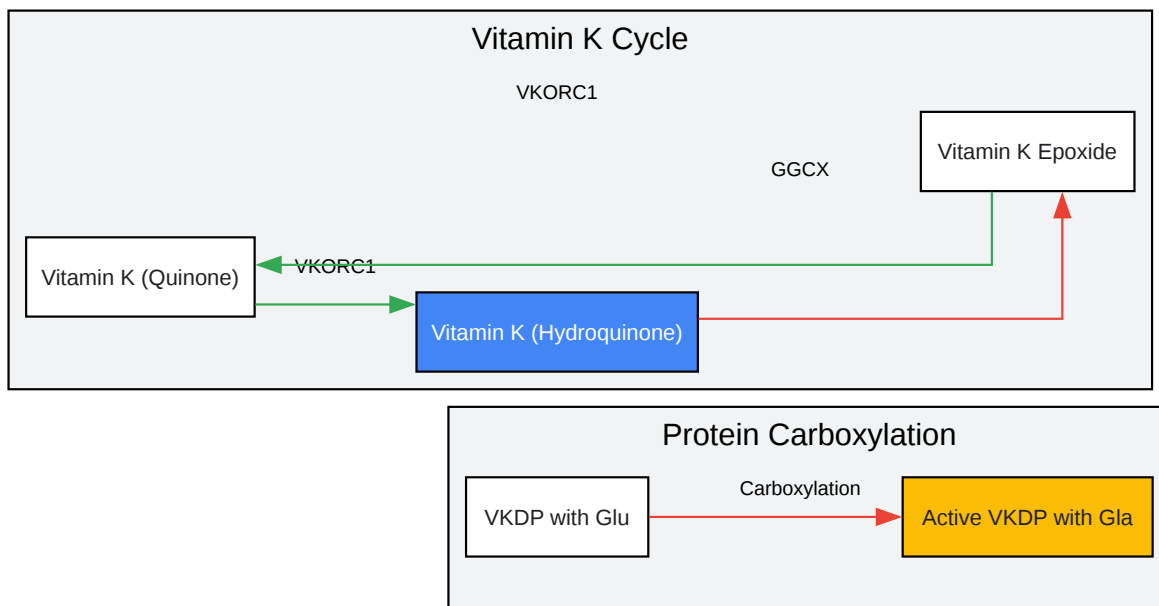 Vitamin K Cycle
VKORC1
Vitamin K Epoxide
GGCX
Vitamin K (Quinone)
VKORC1
Vitamin K (Hydroquinone)
Protein Carboxylation
Carboxylation
VKDP with Glu
Active VKDP with Gla